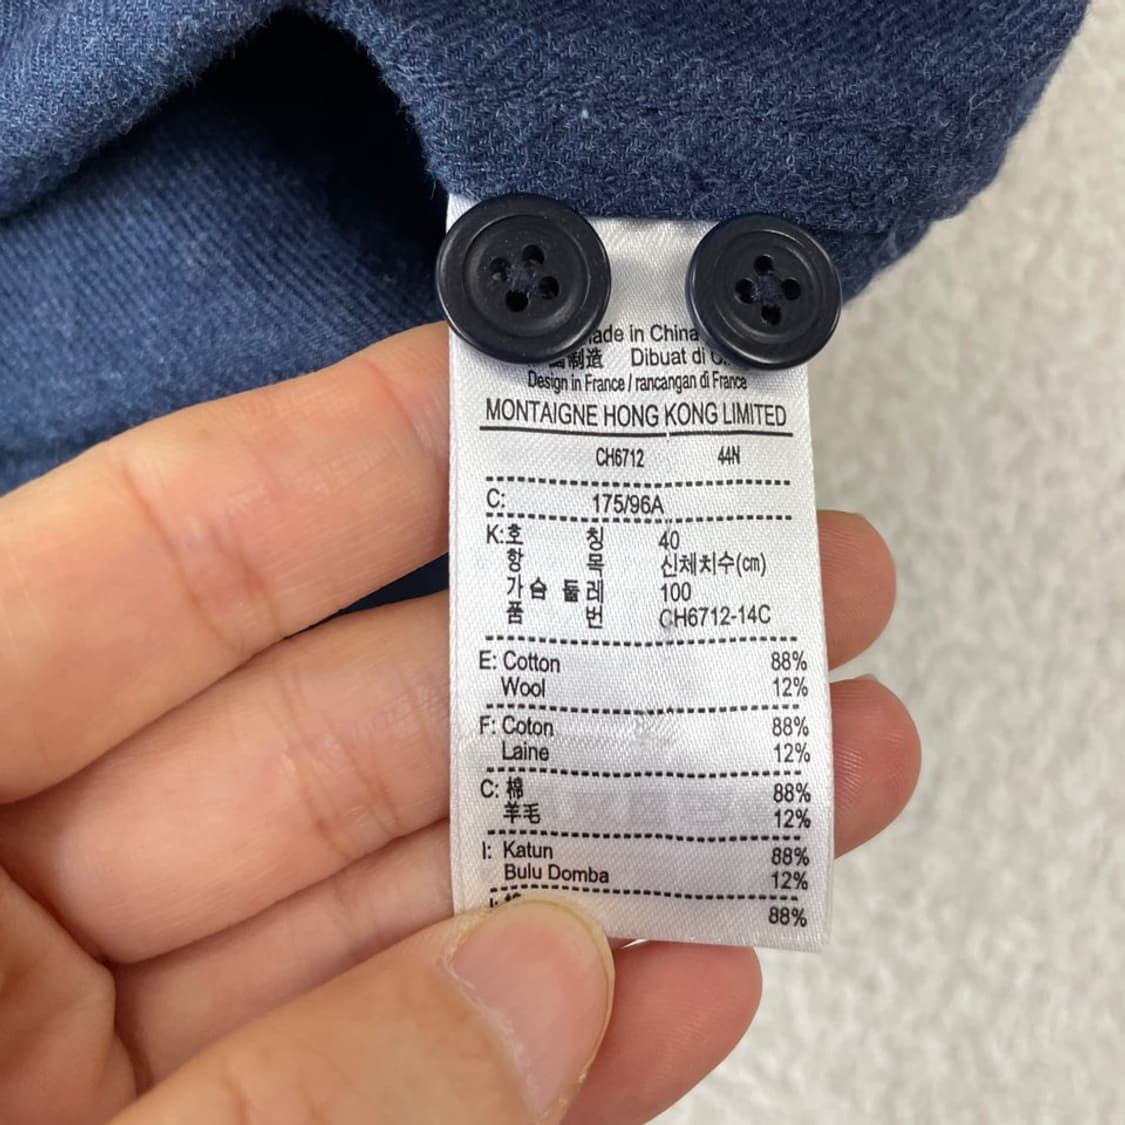 ade in China
制造 Dibuat di
Design in France / rancangan di France
MONTAIGNE HONG KONG LIMITED
CH6712 44N
C: 175/96A
K:호 칭 40
항 목 신체치수(cm)
가슴 둘레 100
품 번 CH6712-14C
E: Cotton 88%
Wool 12%
F: Coton 88%
Laine 12%
C: 棉 88%
羊毛 12%
I: Katun 88%
Bulu Domba 12%
88%